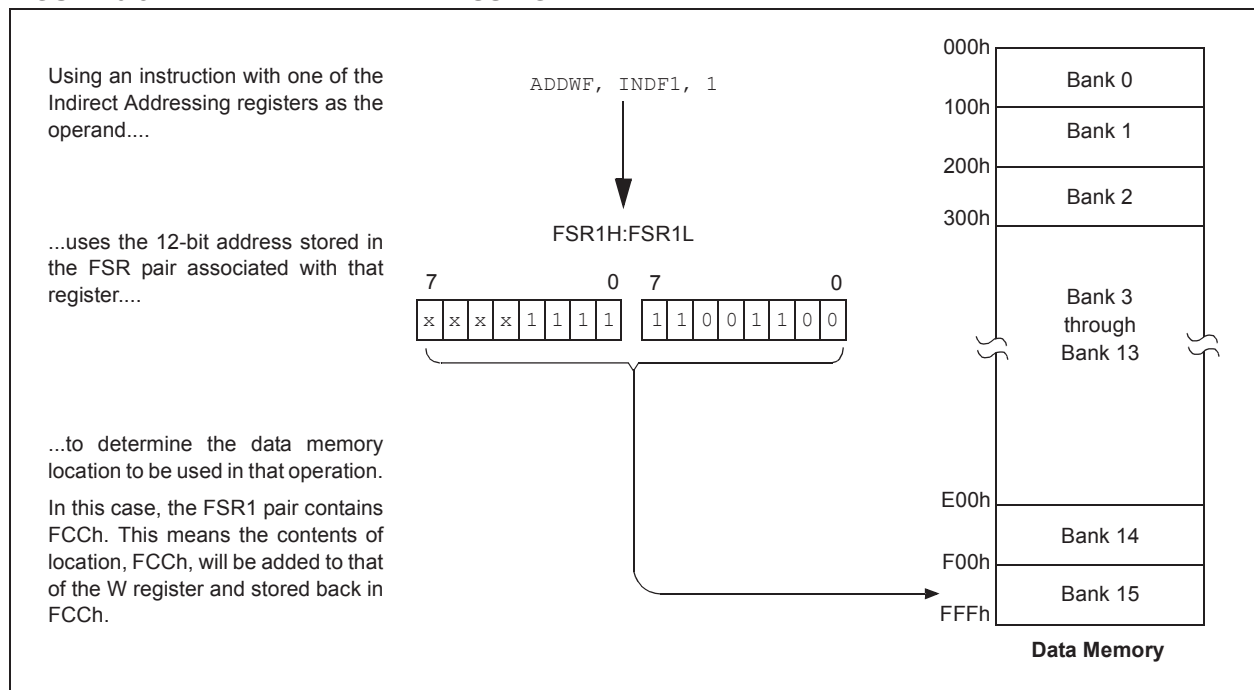 Using an instruction with one of the
Indirect Addressing registers as the
operand....
ADDWF, INDF1, 1
...uses the 12-bit address stored in
the FSR pair associated with that
register....
FSR1H:FSR1L
7 0 7 0
x x x x 1 1 1 1 1 1 0 0 1 1 0 0
...to determine the data memory
location to be used in that operation.
In this case, the FSR1 pair contains
FCCh. This means the contents of
location, FCCh, will be added to that
of the W register and stored back in
FCCh.
000h
Bank 0
100h
Bank 1
200h
Bank 2
300h
Bank 3
through
Bank 13
E00h
Bank 14
F00h
Bank 15
FFFh
Data Memory